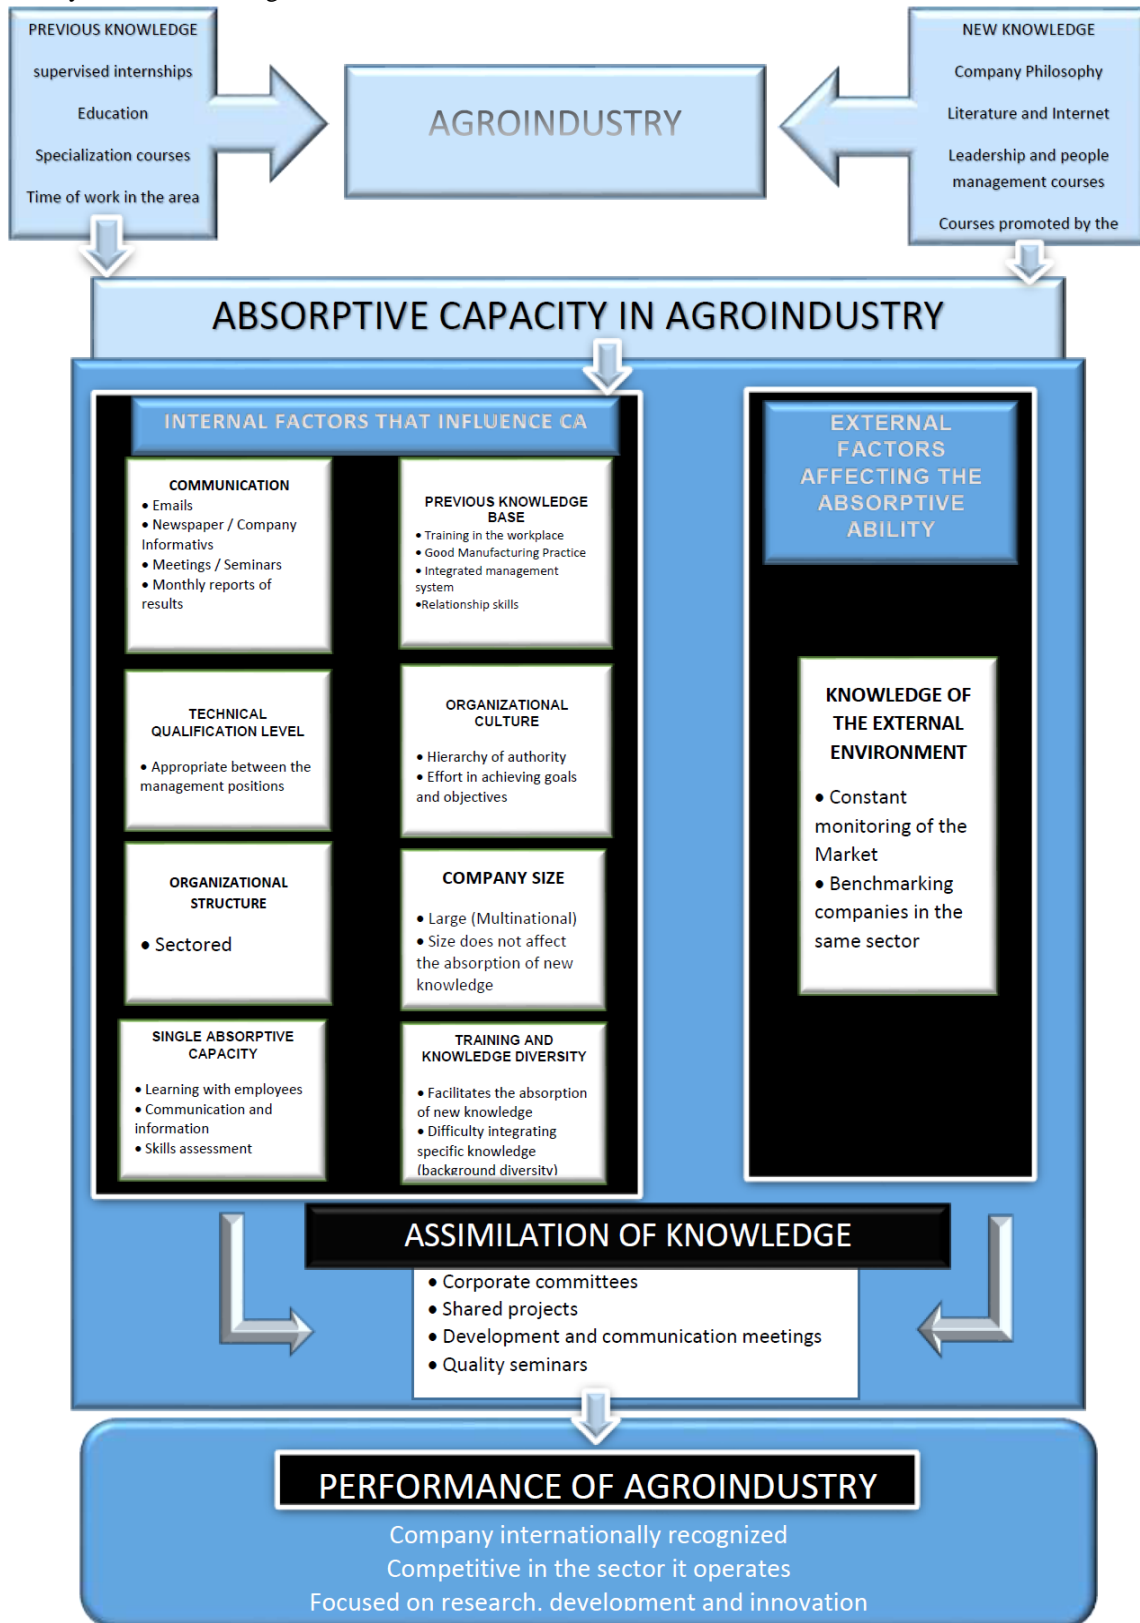 PREVIOUS KNOWLEDGE
supervised internships
Education
Specialization courses
Time of work in the area
AGROINDUSTRY
NEW KNOWLEDGE
Company Philosophy
Literature and Internet
Leadership and people
management courses
Courses promoted by the
ABSORPTIVE CAPACITY IN AGROINDUSTRY
INTERNAL FACTORS THAT INFLUENCE CA
COMMUNICATION
• Emails
• Newspaper / Company
Informativs
• Meetings / Seminars
• Monthly reports of
results
PREVIOUS KNOWLEDGE
BASE
• Training in the workplace
• Good Manufacturing Practice
• Integrated management
system
•Relationship skills
TECHNICAL
QUALIFICATION LEVEL
• Appropriate between the
management positions
ORGANIZATIONAL
CULTURE
• Hierarchy of authority
• Effort in achieving goals
and objectives
ORGANIZATIONAL
STRUCTURE
• Sectored
COMPANY SIZE
• Large (Multinational)
• Size does not affect
the absorption of new
knowledge
SINGLE ABSORPTIVE
CAPACITY
• Learning with employees
• Communication and
information
• Skills assessment
TRAINING AND
KNOWLEDGE DIVERSITY
• Facilitates the absorption
of new knowledge
• Difficulty integrating
specific knowledge
(background diversity)
EXTERNAL
FACTORS
AFFECTING THE
ABSORPTIVE
ABILITY
KNOWLEDGE OF
THE EXTERNAL
ENVIRONMENT
• Constant
monitoring of the
Market
• Benchmarking
companies in the
same sector
ASSIMILATION OF KNOWLEDGE
• Corporate committees
• Shared projects
• Development and communication meetings
• Quality seminars
PERFORMANCE OF AGROINDUSTRY
Company internationally recognized
Competitive in the sector it operates
Focused on research, development and innovation